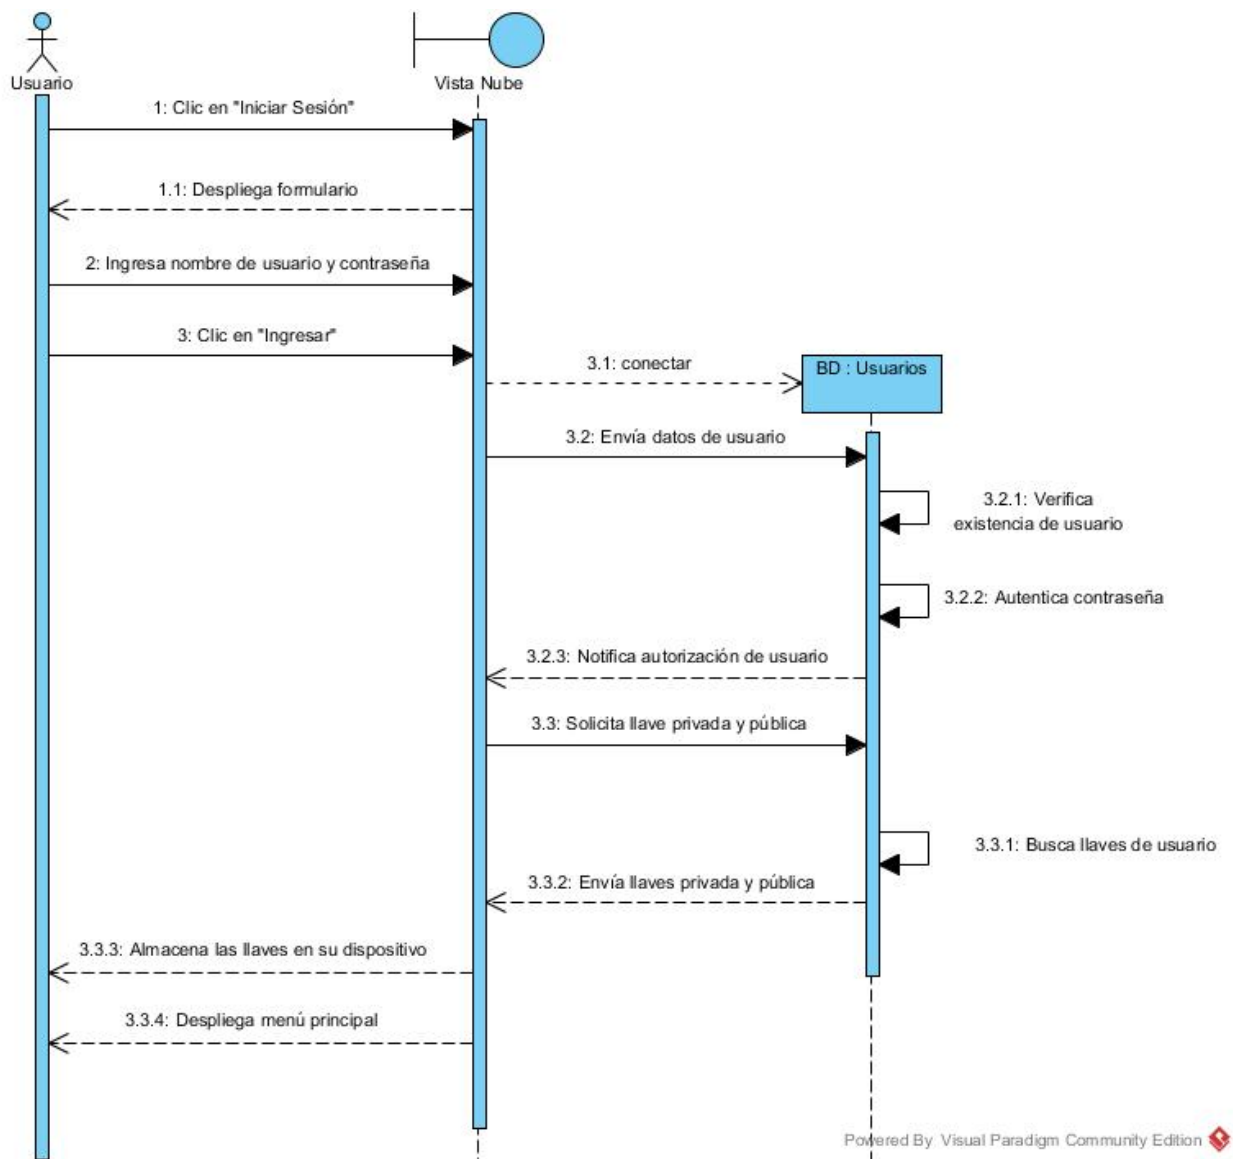 Usuario
Vista Nube
1: Clic en "Iniciar Sesión"
1.1: Despliega formulario
2: Ingresa nombre de usuario y contraseña
3: Clic en "Ingresar"
3.1: conectar
BD : Usuarios
3.2: Envía datos de usuario
3.2.1: Verifica
existencia de usuario
3.2.2: Autentica contraseña
3.2.3: Notifica autorización de usuario
3.3: Solicita llave privada y pública
3.3.1: Busca llaves de usuario
3.3.2: Envía llaves privada y pública
3.3.3: Almacena las llaves en su dispositivo
3.3.4: Despliega menú principal
Powered By Visual Paradigm Community Edition